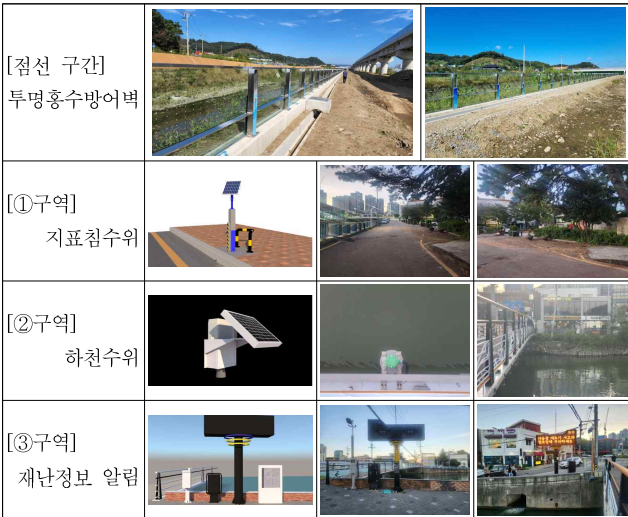 [점선 구간]
투명홍수방어벽
[①구역]
지표침수위
[②구역]
하천수위
[③구역]
재난정보 알림